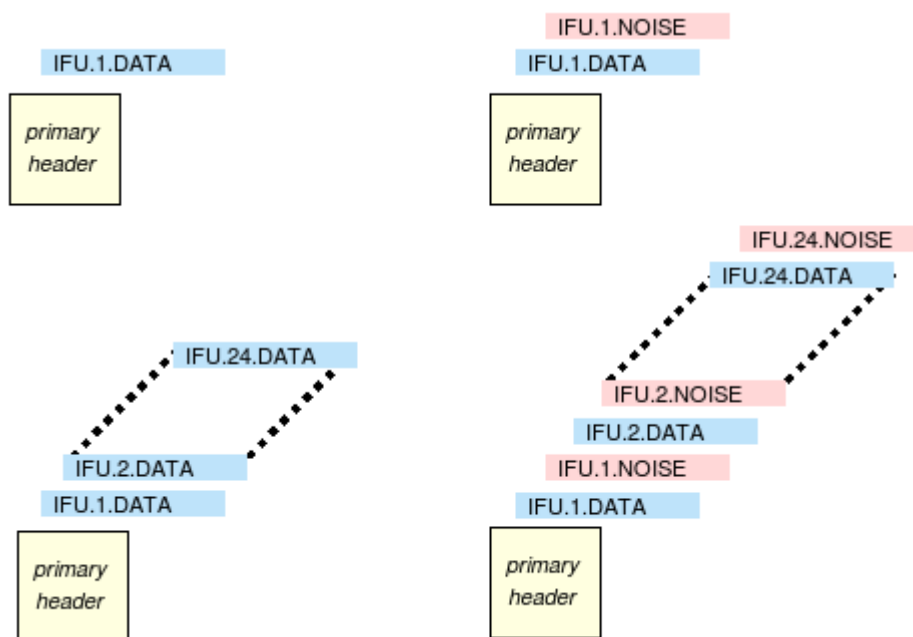 IFU.1.DATA
primary
header
IFU.1.NOISE
IFU.1.DATA
primary
header
IFU.24.DATA
IFU.2.DATA
IFU.1.DATA
primary
header
IFU.24.NOISE
IFU.24.DATA
IFU.2.NOISE
IFU.2.DATA
IFU.1.NOISE
IFU.1.DATA
primary
header